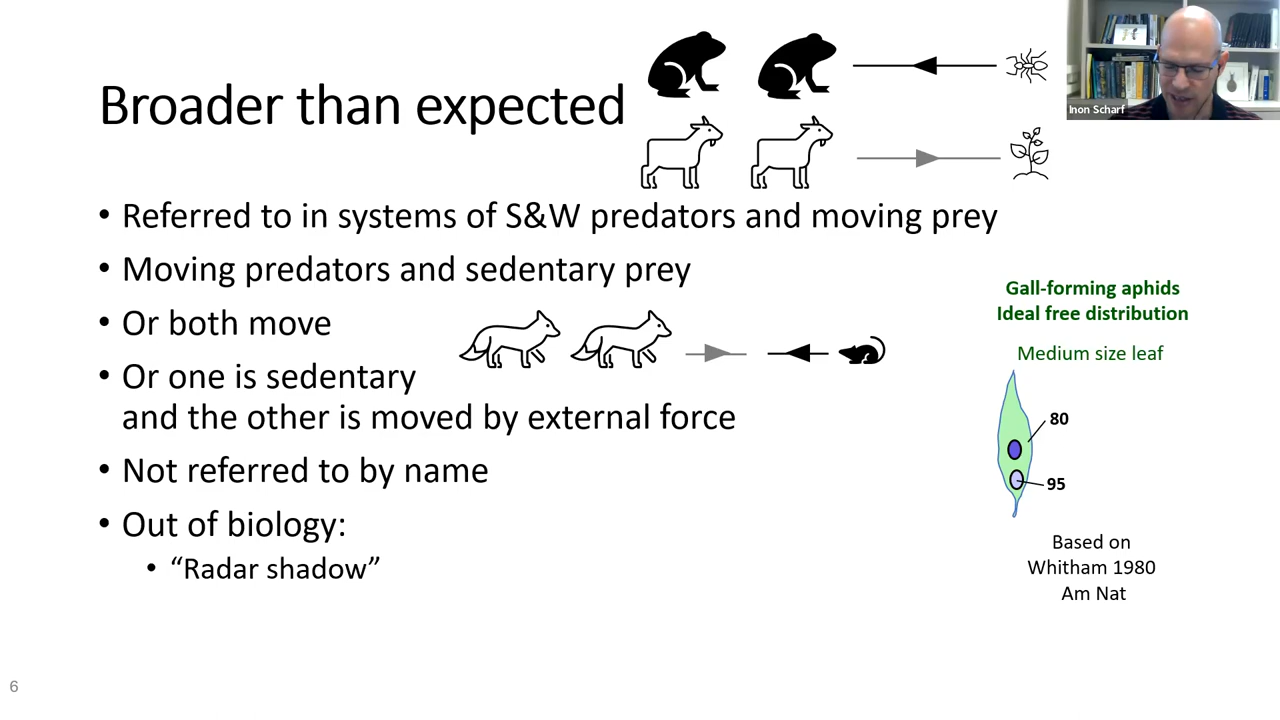 Broader than expected
Inon Scharf
• Referred to in systems of S&W predators and moving prey
• Moving predators and sedentary prey
• Or both move
• Or one is sedentary
and the other is moved by external force
• Not referred to by name
• Out of biology:
• “Radar shadow”
Gall-forming aphids
Ideal free distribution
Medium size leaf
80
95
Based on
Whitham 1980
Am Nat
6